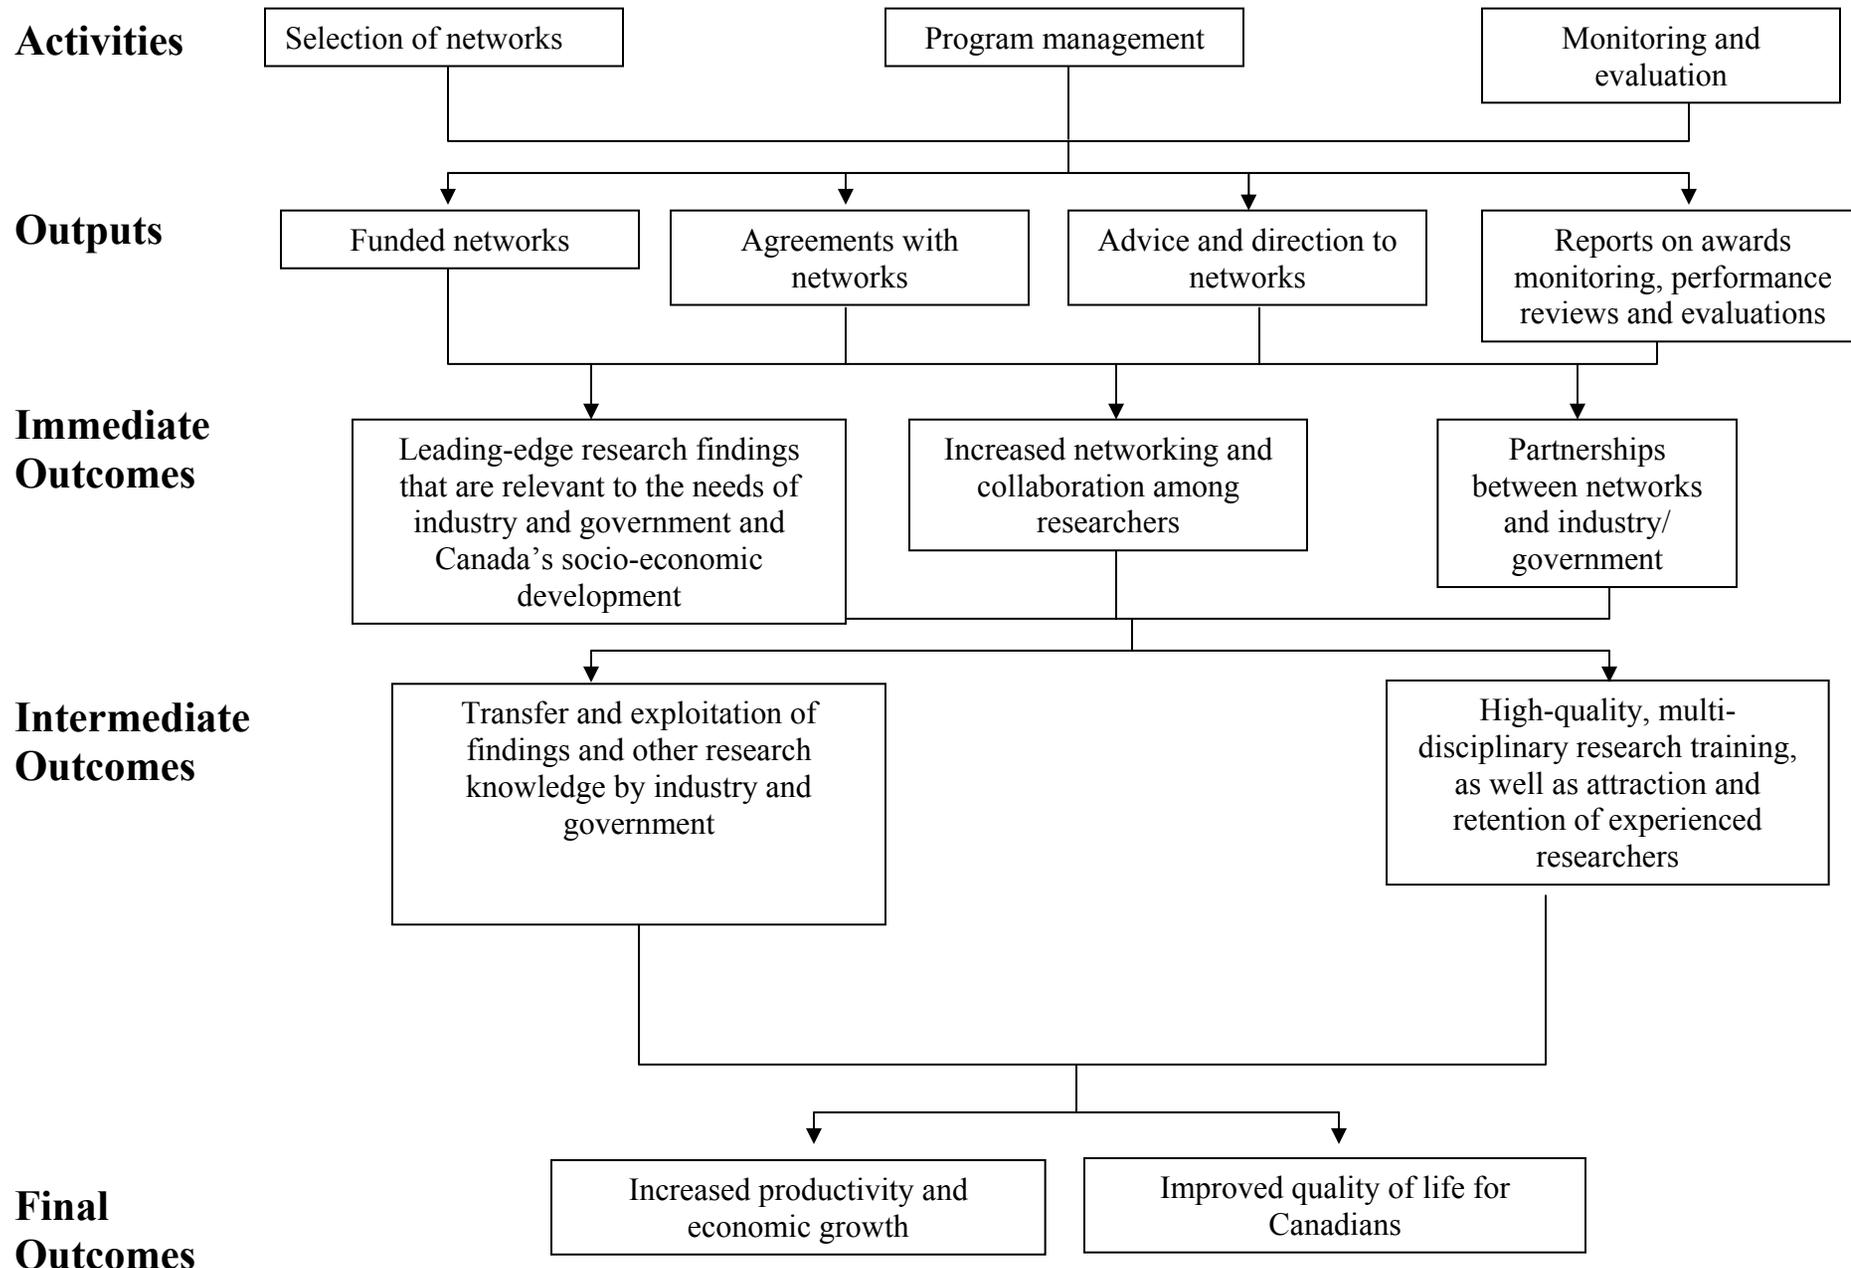 Activities
Selection of networks
Program management
Monitoring and
evaluation
Outputs
Funded networks
Agreements with
networks
Advice and direction to
networks
Reports on awards
monitoring, performance
reviews and evaluations
Immediate
Outcomes
Leading-edge research findings
that are relevant to the needs of
industry and government and
Canada’s socio-economic
development
Increased networking and
collaboration among
researchers
Partnerships
between networks
and industry/
government
Intermediate
Outcomes
Transfer and exploitation of
findings and other research
knowledge by industry and
government
High-quality, multi-
disciplinary research training,
as well as attraction and
retention of experienced
researchers
Final
Outcomes
Increased productivity and
economic growth
Improved quality of life for
Canadians